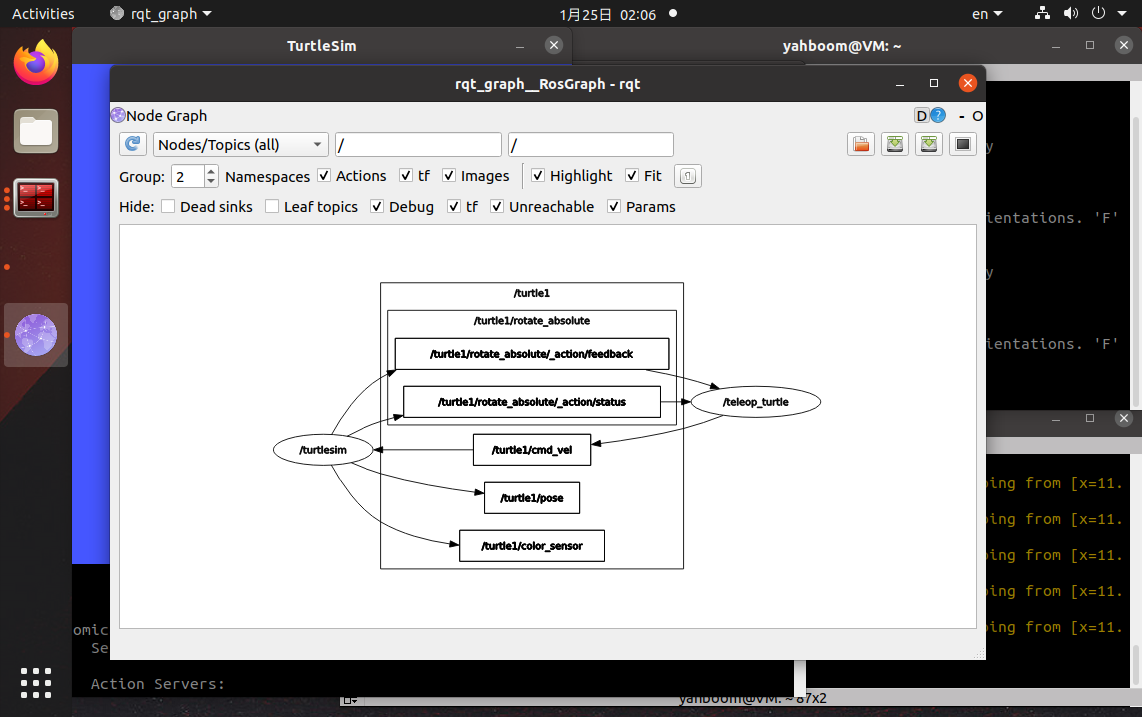 Activities
rqt_graph
1月25日 02:06
en
TurtleSim
yahboom@VM: ~
rqt_graph__RosGraph - rqt
Node Graph
D
?
- O
Nodes/Topics (all)
/
/
Group:
2
Namespaces
Actions
tf
Images
Highlight
Fit
Hide:
Dead sinks
Leaf topics
Debug
tf
Unreachable
Params
/turtle1
/turtle1/rotate_absolute
/turtle1/rotate_absolute/_action/feedback
/turtle1/rotate_absolute/_action/status
/teleop_turtle
/turtlesim
/turtle1/cmd_vel
/turtle1/pose
/turtle1/color_sensor
y
ientations. 'F'
y
ientations. 'F'
ping from [x=11.
ping from [x=11.
ping from [x=11.
ping from [x=11.
ping from [x=11.
omic
Se
Action Servers:
yahboom@VM: ~ 87x2